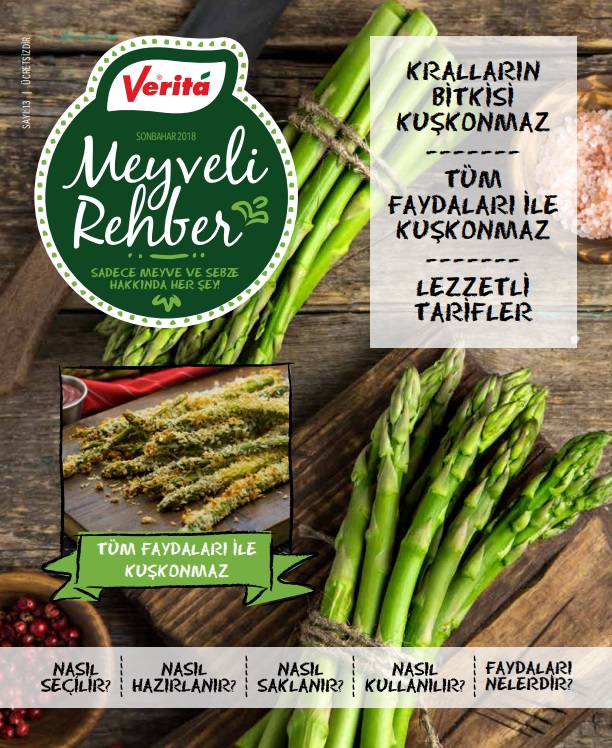 SAYI:13 | ÜCRETSİZDİR.
Veritá
SONBAHAR 2018
Meyveli
Rehber
SADECE MEYVE VE SEBZE
HAKKINDA HER ŞEY!
KRALLARIN
BİTKİSİ
KUŞKONMAZ
TÜM
FAYDALARI İLE
KUŞKONMAZ
LEZZETLİ
TARİFLER
TÜM FAYDALARI İLE
KUŞKONMAZ
NASIL
SEÇİLİR?
NASIL
HAZIRLANIR?
NASIL
SAKLANIR?
NASIL
KULLANILIR?
FAYDALARI
NELERDİR?